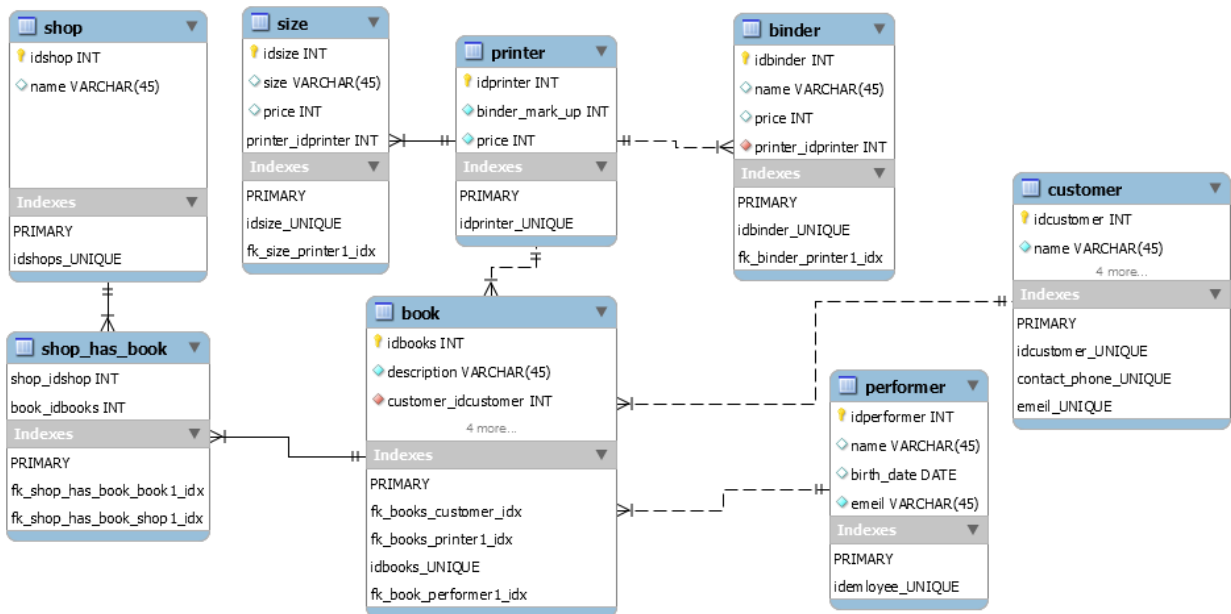 shop
idshop INT
name VARCHAR(45)
Indexes
PRIMARY
idshops_UNIQUE
size
idsize INT
size VARCHAR(45)
price INT
printer_idprinter INT
Indexes
PRIMARY
idsize_UNIQUE
fk_size_printer1_idx
printer
idprinter INT
binder_mark_up INT
price INT
Indexes
PRIMARY
idprinter_UNIQUE
binder
idbinder INT
name VARCHAR(45)
price INT
printer_idprinter INT
Indexes
PRIMARY
idbinder_UNIQUE
fk_binder_printer1_idx
customer
idcustomer INT
name VARCHAR(45)
4 more...
Indexes
PRIMARY
idcustomer_UNIQUE
contact_phone_UNIQUE
emeil_UNIQUE
shop_has_book
shop_idshop INT
book_idbooks INT
Indexes
PRIMARY
fk_shop_has_book_book1_idx
fk_shop_has_book_shop1_idx
book
idbooks INT
description VARCHAR(45)
customer_idcustomer INT
4 more...
Indexes
PRIMARY
fk_books_customer_idx
fk_books_printer1_idx
idbooks_UNIQUE
fk_book_performer1_idx
performer
idperformer INT
name VARCHAR(45)
birth_date DATE
emeil VARCHAR(45)
Indexes
PRIMARY
idemloyee_UNIQUE